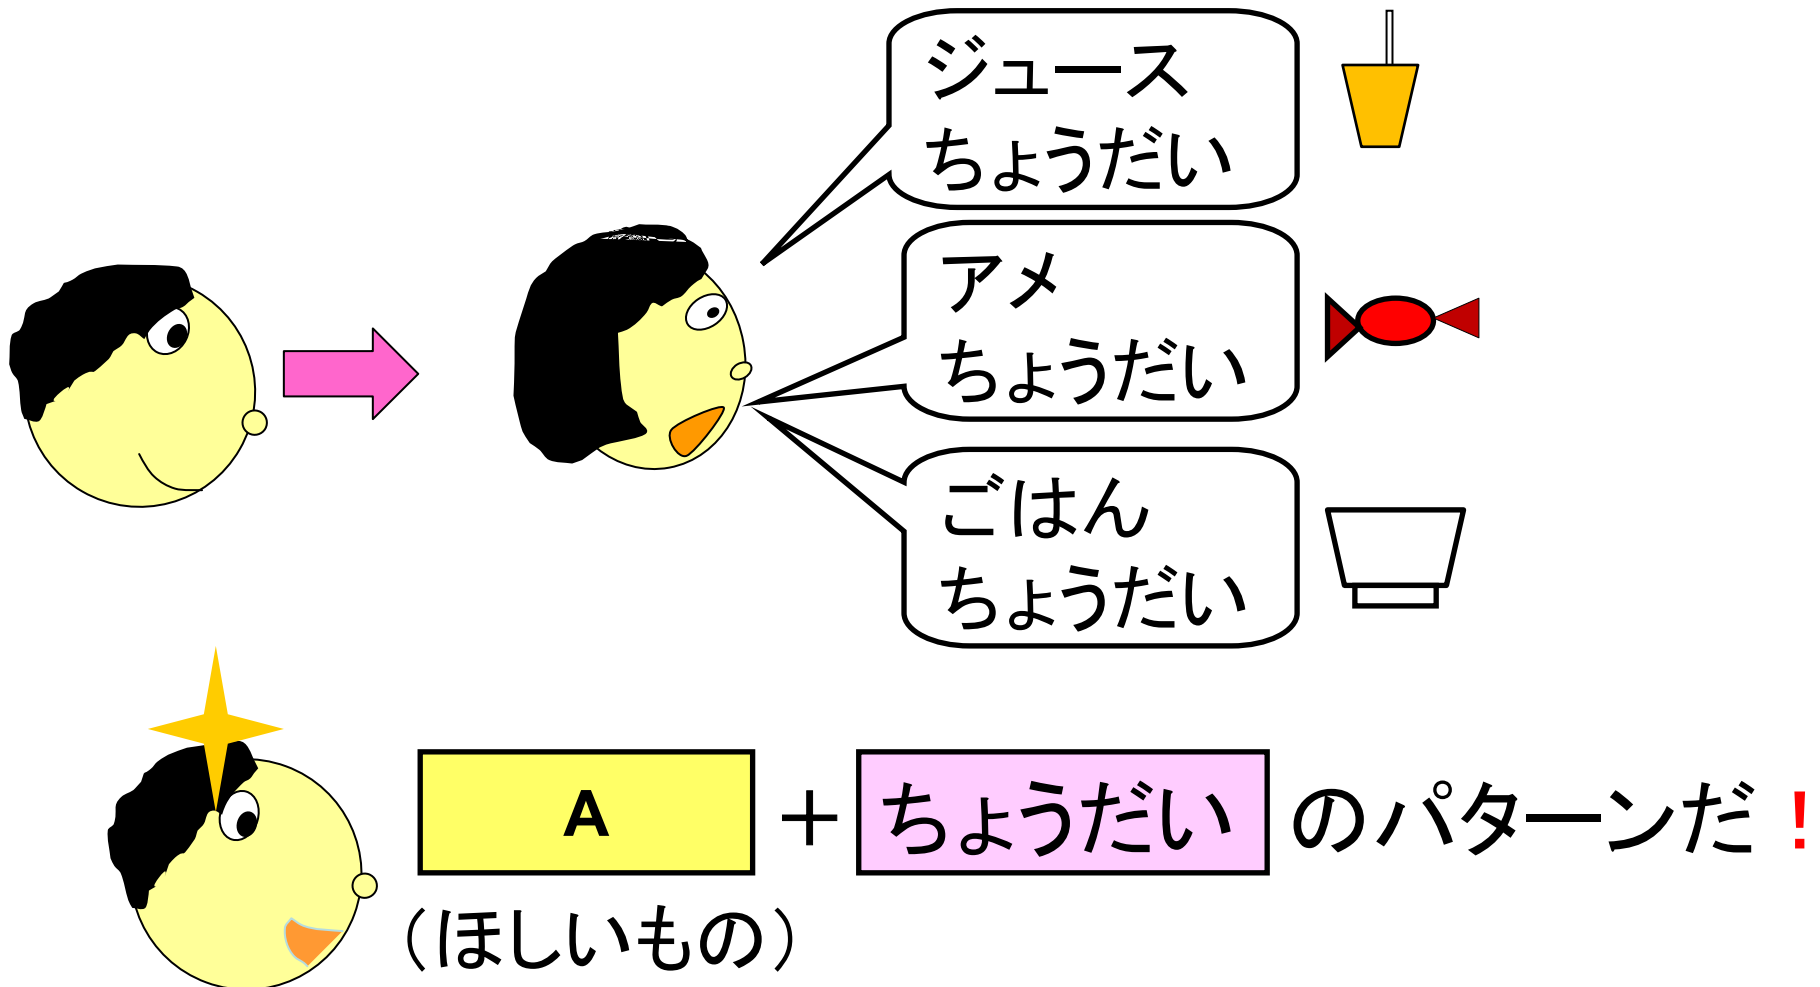 ジュース
ちょうだい
アメ
ちょうだい
ごはん
ちょうだい
A + ちょうだい のパターンだ！
（ほしいもの）